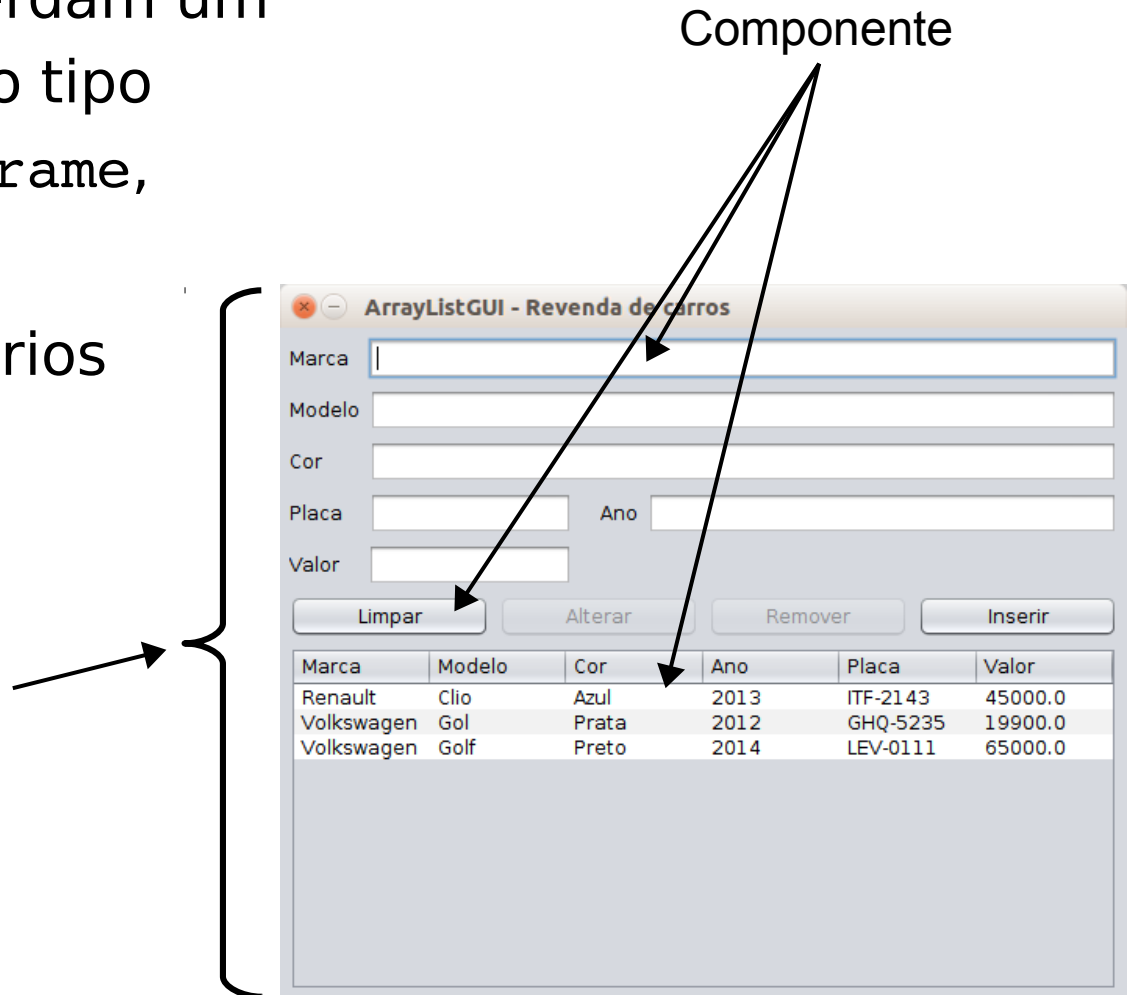 Componente
tipo
rame,
rios
ArrayListGUI - Revenda de carros
Marca
Modelo
Cor
Placa Ano
Valor
Limpar Alterar Remover Inserir
Marca Modelo Cor Ano Placa Valor
Renault Clio Azul 2013 ITF-2143 45000.0
Volkswagen Gol Prata 2012 GHQ-5235 19900.0
Volkswagen Golf Preto 2014 LEV-0111 65000.0